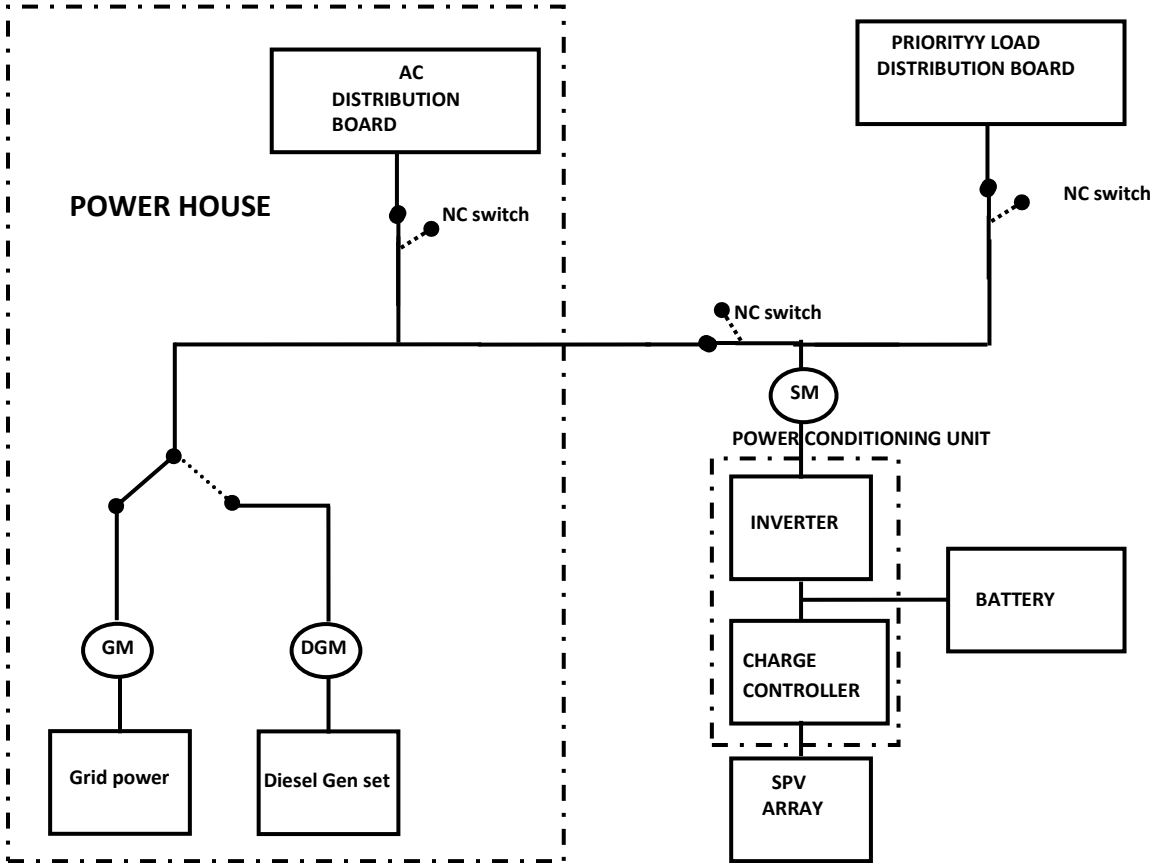 AC
DISTRIBUTION
BOARD
PRIORITYY LOAD
DISTRIBUTION BOARD
POWER HOUSE
NC switch
NC switch
NC switch
SM
POWER CONDITIONING UNIT
INVERTER
BATTERY
GM
DGM
CHARGE
CONTROLLER
Grid power
Diesel Gen set
SPV
ARRAY